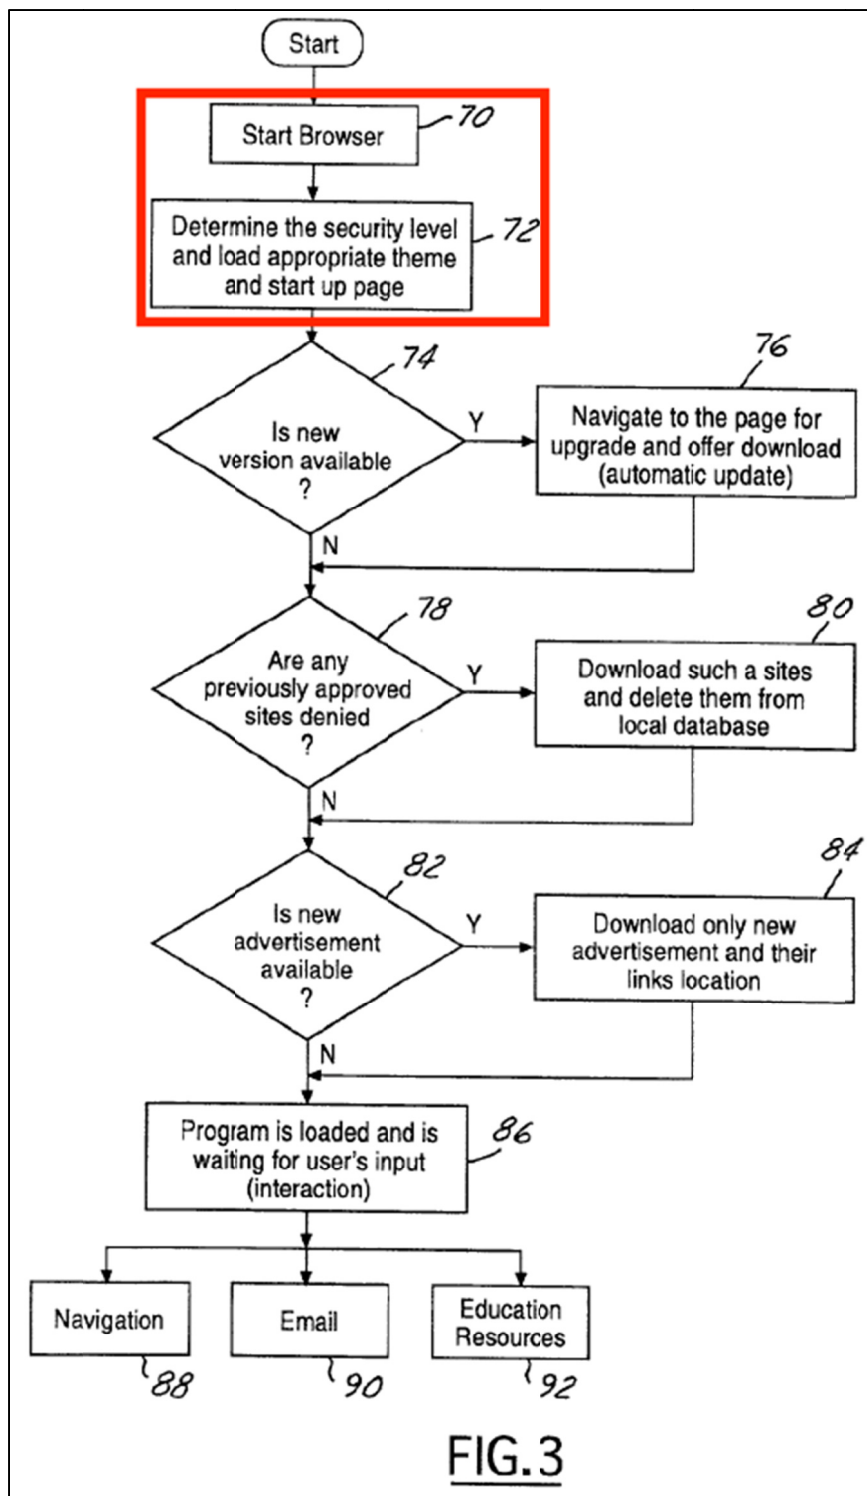 Start
Start Browser
70
Determine the security level
and load appropriate theme
and start up page
72
74
Is new
version available
?
Y
N
76
Navigate to the page for
upgrade and offer download
(automatic update)
78
Are any
previously approved
sites denied
?
Y
N
80
Download such a sites
and delete them from
local database
82
Is new
advertisement
available
?
Y
N
84
Download only new
advertisement and their
links location
Program is loaded and is
waiting for user's input
(interaction)
86
Navigation
88
Email
90
Education
Resources
92
FIG.3